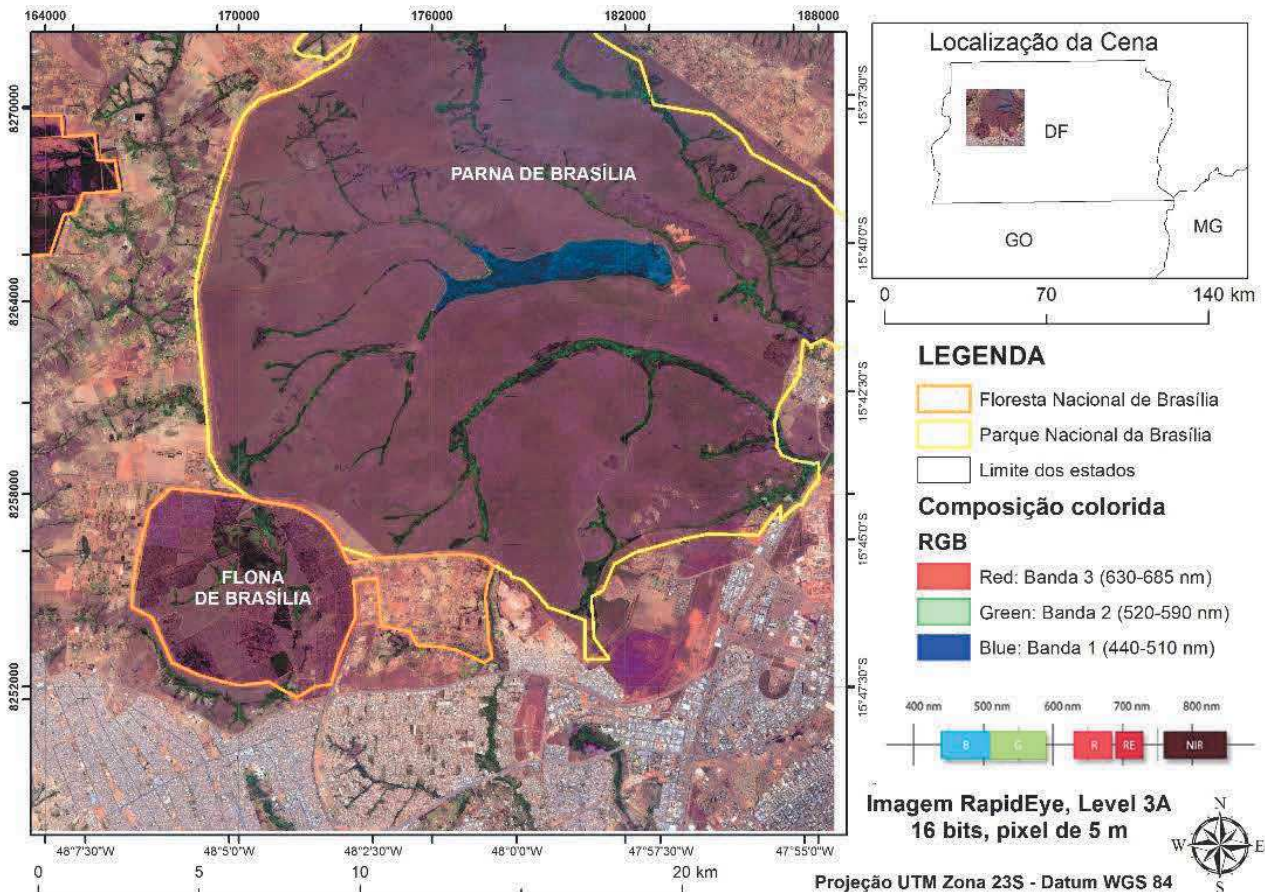 164000 170000 176000 182000 188000
8270000
8264000
8258000
8252000
15°37'30"S
15°40'0"S
15°42'30"S
15°45'0"S
15°47'30"S
PARNA DE BRASÍLIA
FLONA
DE BRASÍLIA
48°7'30"W 48°5'0"W 48°2'30"W 48°0'0"W 47°57'30"W 47°55'0"W
0 5 10 20 km
Localização da Cena
DF
GO
MG
0 70 140 km
LEGENDA
Floresta Nacional de Brasília
Parque Nacional da Brasília
Limite dos estados
Composição colorida
RGB
Red: Banda 3 (630-685 nm)
Green: Banda 2 (520-590 nm)
Blue: Banda 1 (440-510 nm)
400 nm 500 nm 600 nm 700 nm 800 nm
B G R RE NIR
Imagem RapidEye, Level 3A
16 bits, pixel de 5 m
N
W E
S
Projeção UTM Zona 23S - Datum WGS 84